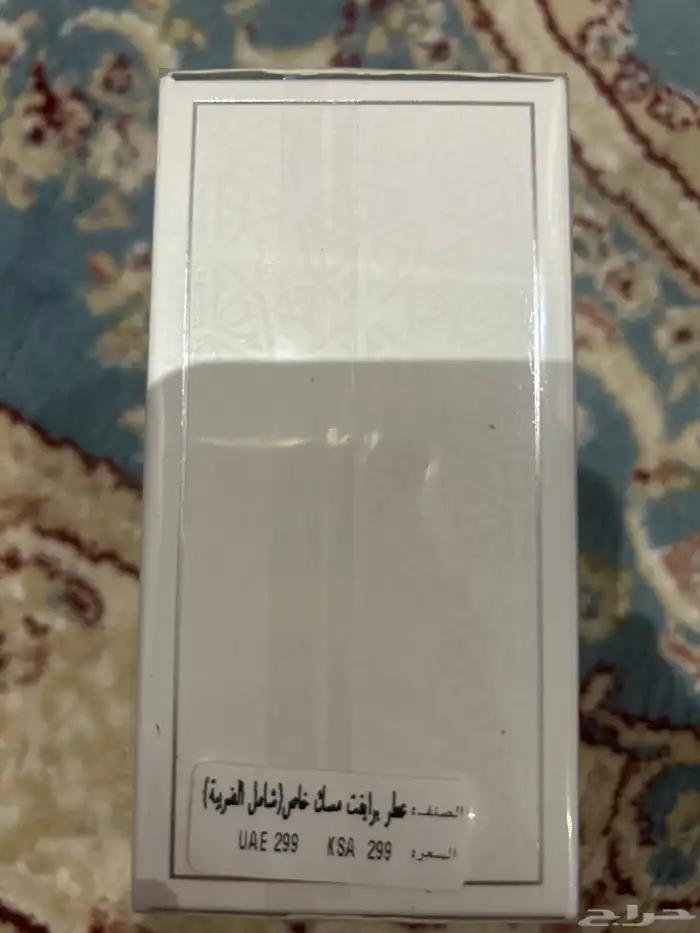 الصنف: عطر برايفت مسك خاص(شامل الضريبة)
السعر: KSA 299 UAE 299
حراج